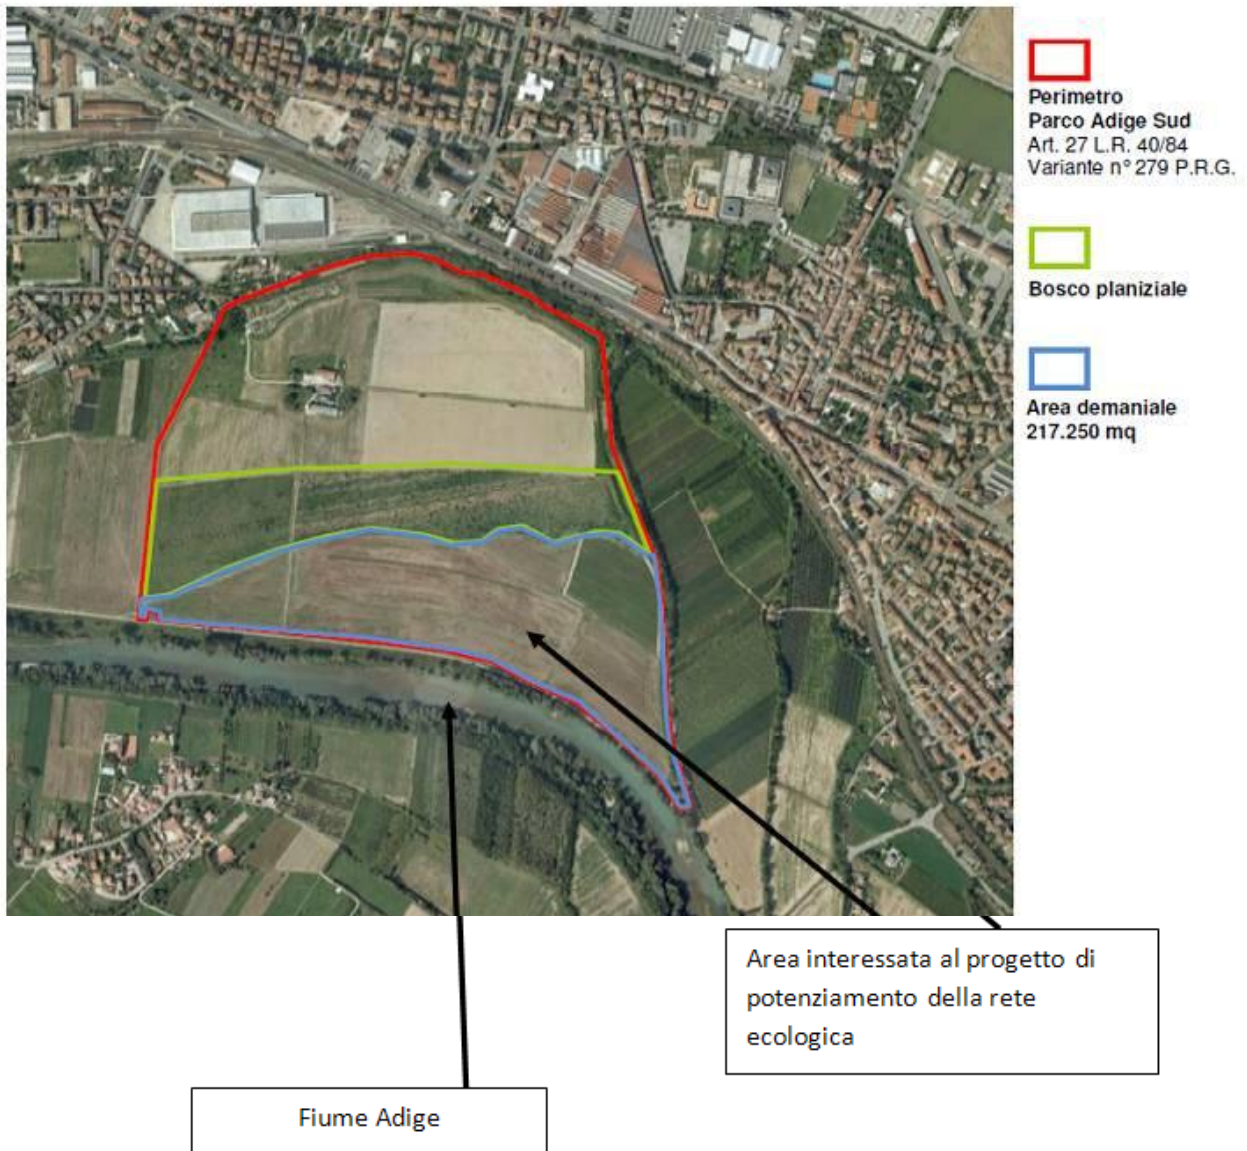 Perimetro
Parco Adige Sud
Art. 27 L.R. 40/84
Variante n° 279 P.R.G.
Bosco planiziale
Area demaniale
217.250 mq
Area interessata al progetto di
potenziamento della rete
ecologica
Fiume Adige